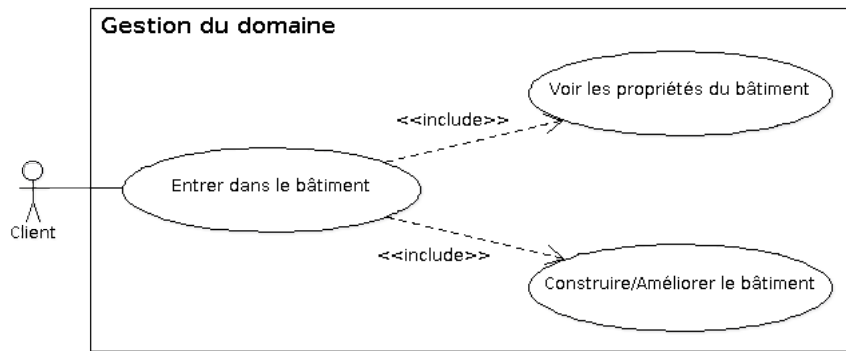 Gestion du domaine
Voir les propriétés du bâtiment
<<include>>
Entrer dans le bâtiment
Client
<<include>>
Construire/Améliorer le bâtiment